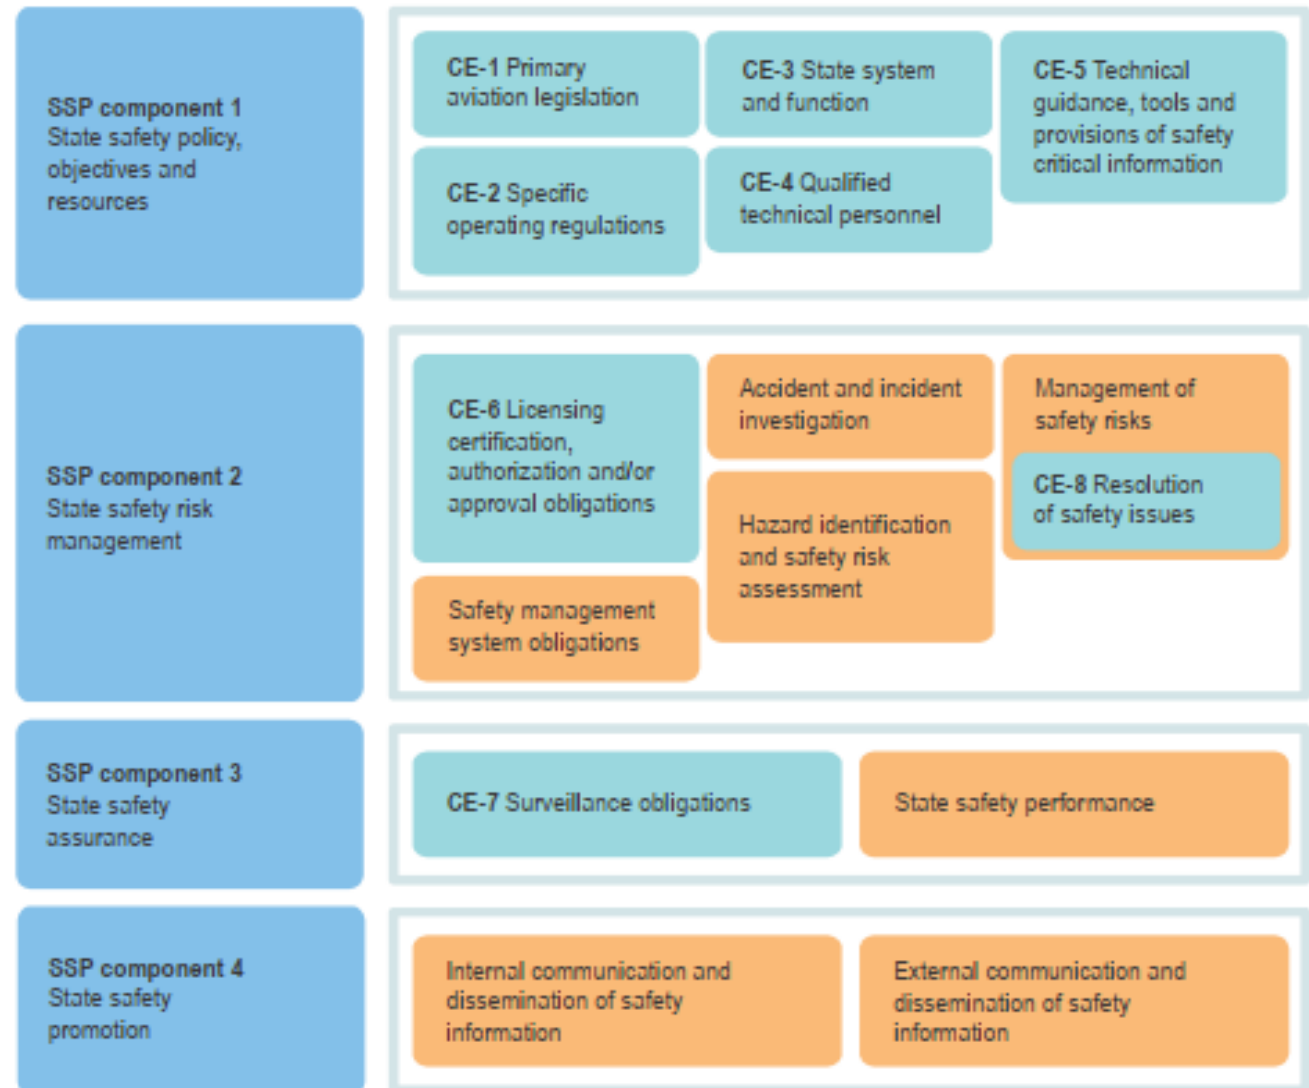 SSP component 1
State safety policy,
objectives and
resources
CE-1 Primary
aviation legislation
CE-2 Specific
operating regulations
CE-3 State system
and function
CE-4 Qualified
technical personnel
CE-5 Technical
guidance, tools and
provisions of safety
critical information
SSP component 2
State safety risk
management
CE-6 Licensing
certification,
authorization and/or
approval obligations
Safety management
system obligations
Accident and incident
investigation
Hazard identification
and safety risk
assessment
Management of
safety risks
CE-8 Resolution
of safety issues
SSP component 3
State safety
assurance
CE-7 Surveillance obligations
State safety performance
SSP component 4
State safety
promotion
Internal communication and
dissemination of safety
information
External communication and
dissemination of safety
information